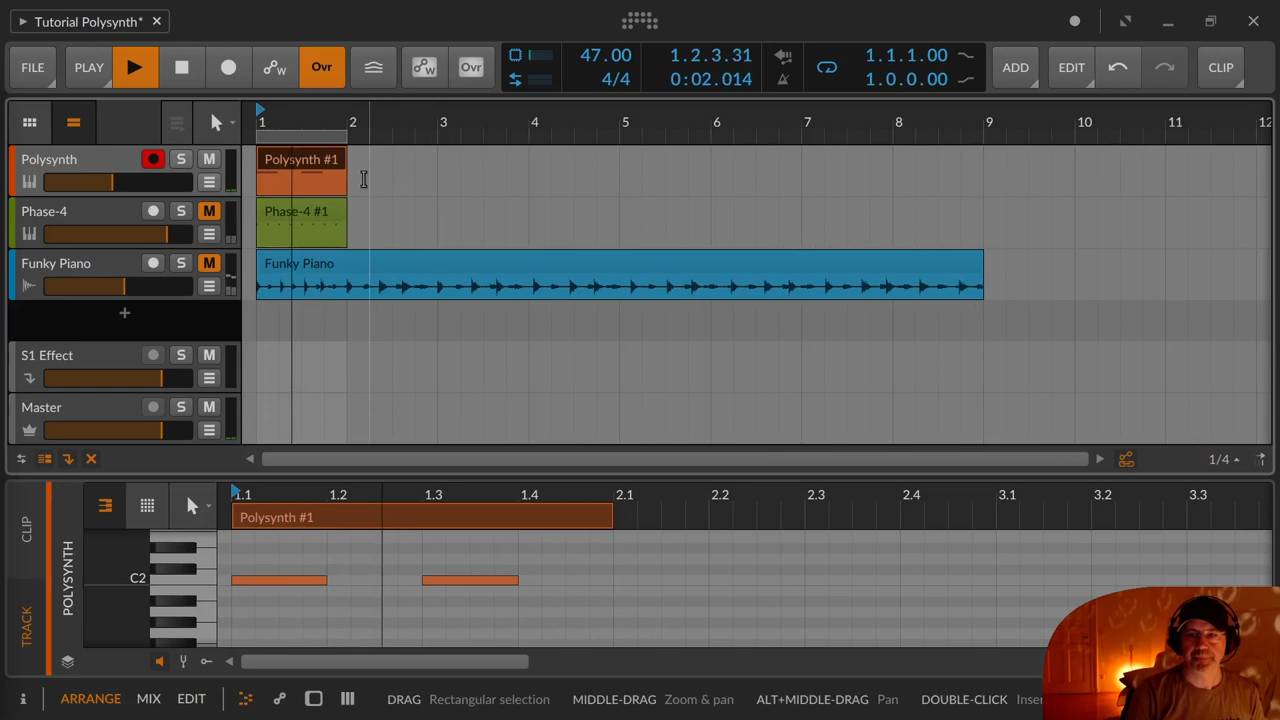 Tutorial Polysynth*
FILE PLAY Ovr Ovr 47.00 4/4 1.2.3.31 0:02.014 1.1.1.00 1.0.0.00 ADD EDIT CLIP
1 2 3 4 5 6 7 8 9 10 11 12
Polysynth S M Polysynth #1
Phase-4 S M Phase-4 #1
Funky Piano S M Funky Piano
+
S1 Effect S M
Master S M
1/4
CLIP
TRACK
POLYSYNTH
1.1 1.2 1.3 1.4 2.1 2.2 2.3 2.4 3.1 3.2 3.3
Polysynth #1
C2
i ARRANGE MIX EDIT DRAG Rectangular selection MIDDLE-DRAG Zoom & pan ALT+MIDDLE-DRAG Pan DOUBLE-CLICK